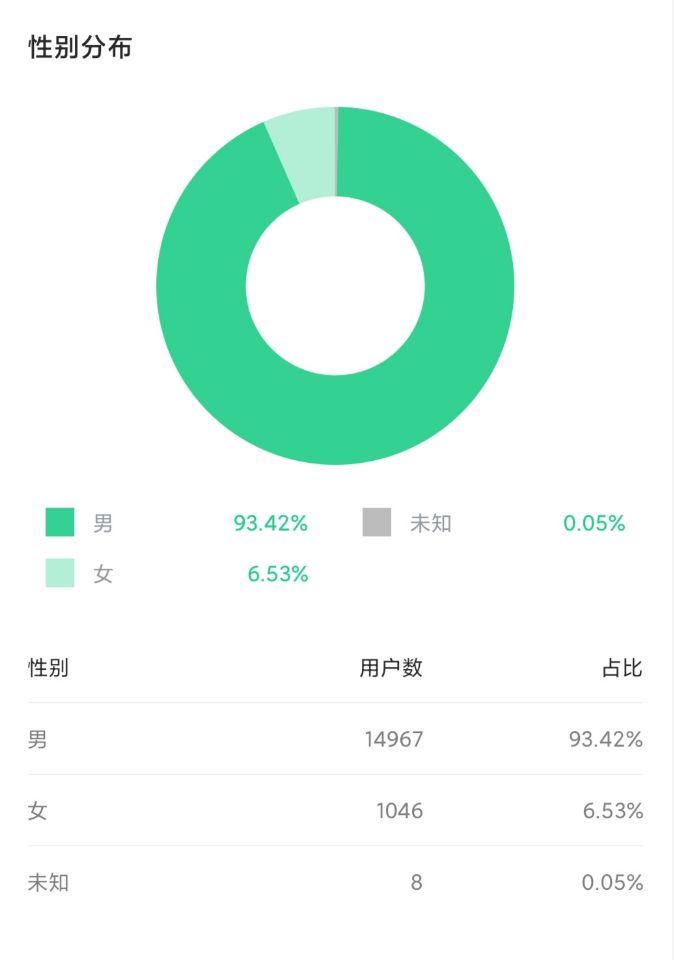 性别分布
男 93.42% 未知 0.05%
女 6.53%
性别 用户数 占比
男 14967 93.42%
女 1046 6.53%
未知 8 0.05%